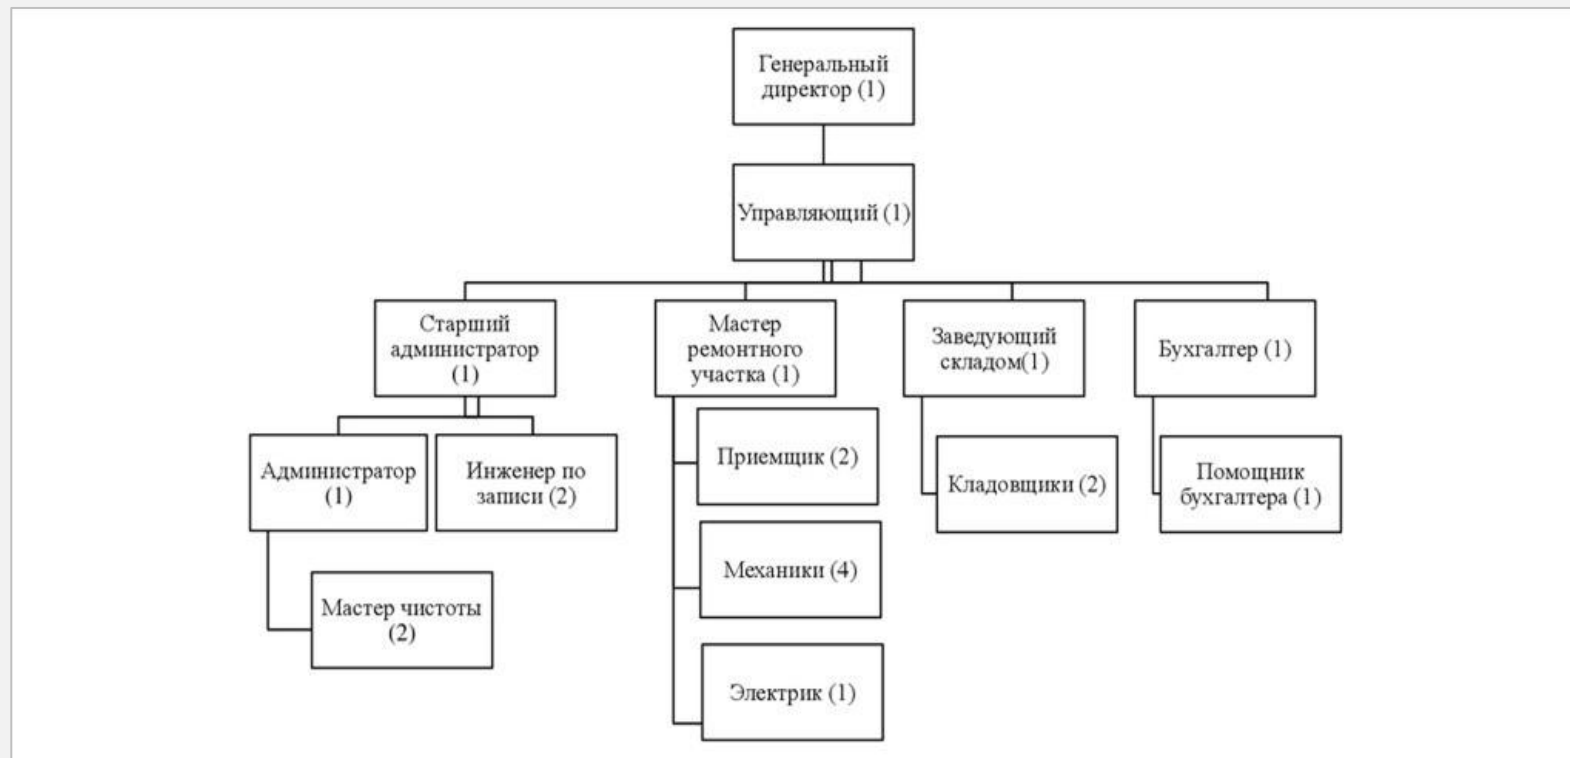 Генеральный
директор (1)
Управляющий (1)
Старший
администратор
(1)
Мастер
ремонтного
участка (1)
Заведующий
складом(1)
Бухгалтер (1)
Администратор
(1)
Инженер по
записи (2)
Приемщик (2)
Кладовщики (2)
Помощник
бухгалтера (1)
Механики (4)
Мастер чистоты
(2)
Электрик (1)